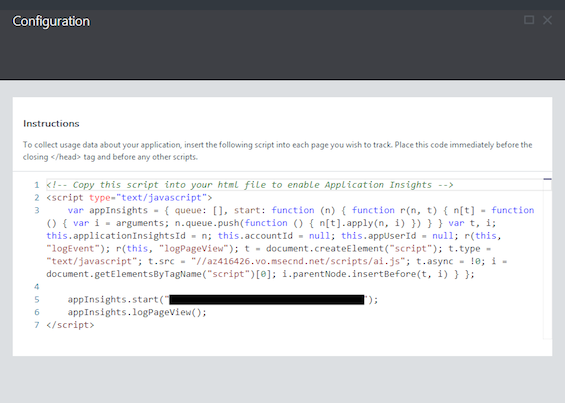 Configuration
Instructions
To collect usage data about your application, insert the following script into each page you wish to track. Place this code immediately before the
closing </head> tag and before any other scripts.
1 <!-- Copy this script into your html file to enable Application Insights -->
2 <script type="text/javascript">
3 var appInsights = { queue: [], start: function (n) { function r(n, t) { n[t] = function
() { var i = arguments; n.queue.push(function () { n[t].apply(n, i) }) } } var t, i;
this.applicationInsightsId = n; this.accountId = null; this.appUserId = null; r(this,
"logEvent"); r(this, "logPageView"); t = document.createElement("script"); t.type =
"text/javascript"; t.src = "//az416426.vo.msecnd.net/scripts/ai.js"; t.async = !0; i =
document.getElementsByTagName("script")[0]; i.parentNode.insertBefore(t, i) } };
4
5 appInsights.start("");
6 appInsights.logPageView();
7 </script>